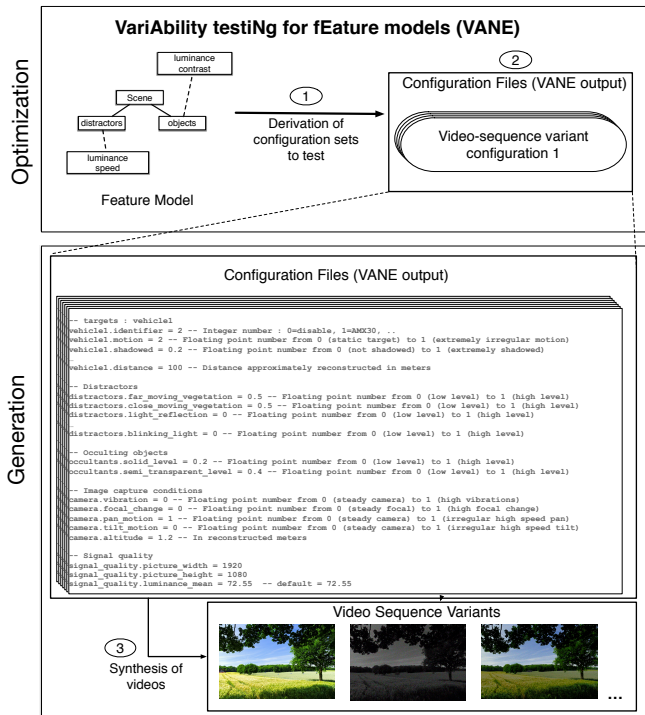 VariAbility testiNg for fEature models (VANE)
Optimization
luminance
contrast
Scene
distractors
objects
luminance
speed
Feature Model
1
Derivation of
configuration sets
to test
2
Configuration Files (VANE output)
Video-sequence variant
configuration 1
Generation
Configuration Files (VANE output)
-- targets : vehicle1
vehicle1.identifier = 2 -- Integer number : 0=disable, 1=AMX30, ..
vehicle1.motion = 2 -- Floating point number from 0 (static target) to 1 (extremely irregular motion)
vehicle1.shadowed = 0.2 -- Floating point number from 0 (not shadowed) to 1 (extremely shadowed)
…
vehicle1.distance = 100 -- Distance approximately reconstructed in meters
-- Distractors
distractors.far_moving_vegetation = 0.5 -- Floating point number from 0 (low level) to 1 (high level)
distractors.close_moving_vegetation = 0.5 -- Floating point number from 0 (low level) to 1 (high level)
distractors.light_reflection = 0 -- Floating point number from 0 (low level) to 1 (high level)
…
distractors.blinking_light = 0 -- Floating point number from 0 (low level) to 1 (high level)
-- Occulting objects
occultants.solid_level = 0.2 -- Floating point number from 0 (low level) to 1 (high level)
occultants.semi_transparent_level = 0.4 -- Floating point number from 0 (low level) to 1 (high level)
-- Image capture conditions
camera.vibration = 0 -- Floating point number from 0 (steady camera) to 1 (high vibrations)
camera.focal_change = 0 -- Floating point number from 0 (steady focal) to 1 (high focal change)
camera.pan_motion = 1 -- Floating point number from 0 (steady camera) to 1 (irregular high speed pan)
camera.tilt_motion = 0 -- Floating point number from 0 (steady camera) to 1 (irregular high speed tilt)
camera.altitude = 1.2 -- In reconstructed meters
-- Signal quality
signal_quality.picture_width = 1920
signal_quality.picture_height = 1080
signal_quality.luminance_mean = 72.55 -- default = 72.55
3
Synthesis of
videos
Video Sequence Variants
...